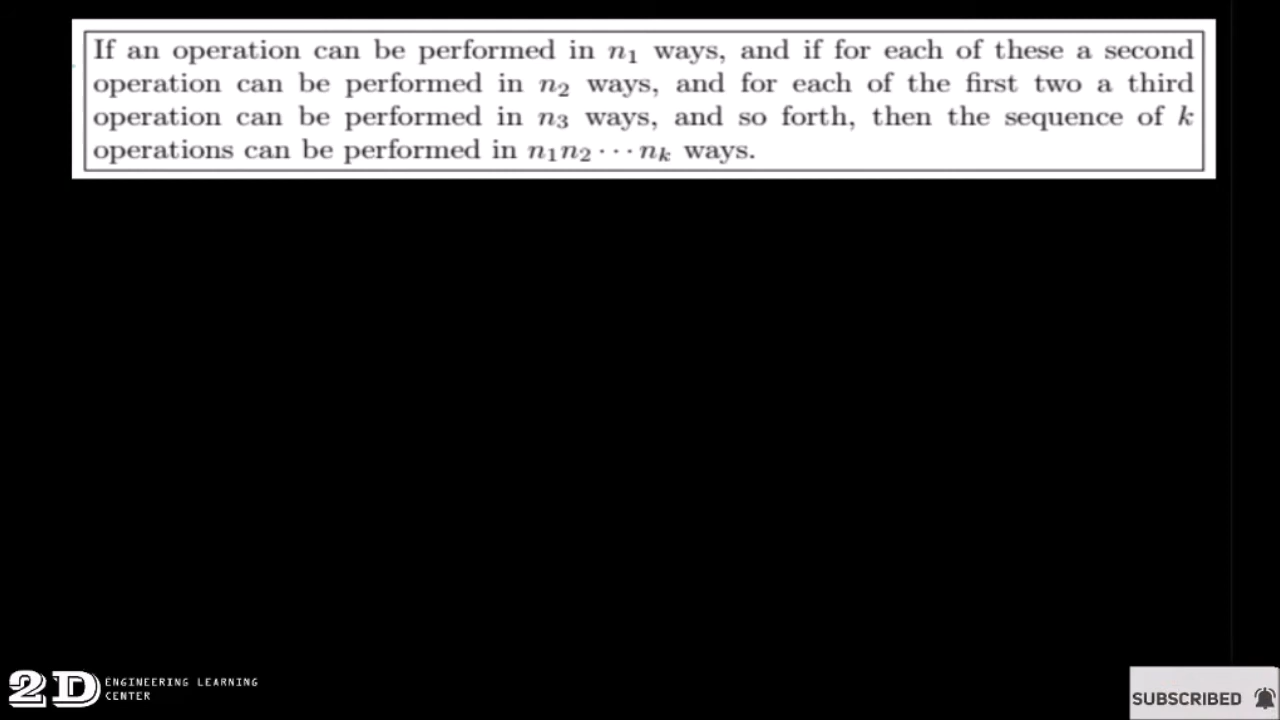 If an operation can be performed in n₁ ways, and if for each of these a second
operation can be performed in n₂ ways, and for each of the first two a third
operation can be performed in n₃ ways, and so forth, then the sequence of k
operations can be performed in n₁n₂ ··· nₖ ways.
2D ENGINEERING LEARNING
CENTER
SUBSCRIBED